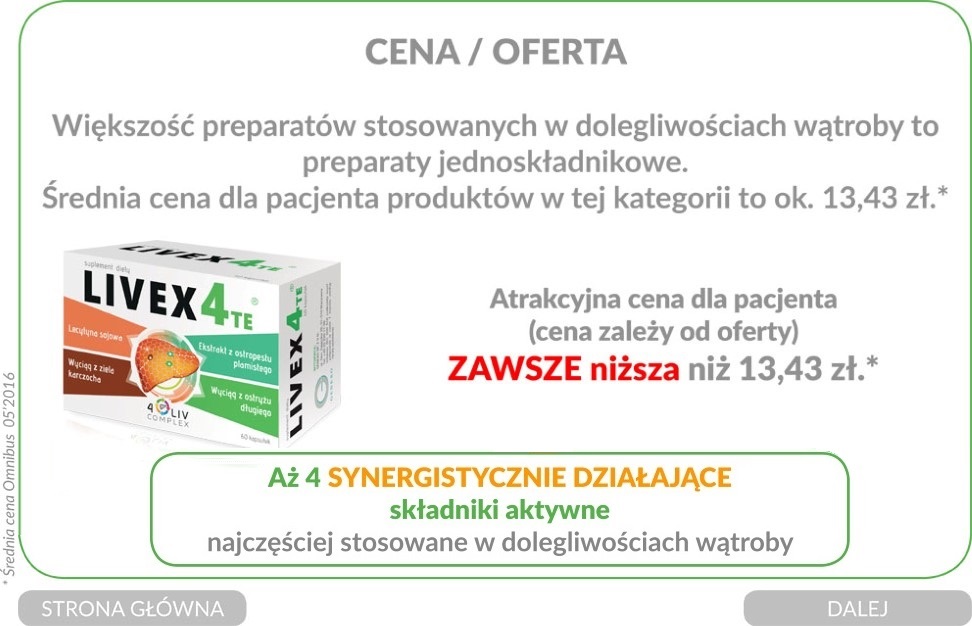 CENA / OFERTA
Większość preparatów stosowanych w dolegliwościach wątroby to
preparaty jednoskładnikowe.
Średnia cena dla pacjenta produktów w tej kategorii to ok. 13,43 zł.*
LIVEX 4 TE
suplement diety
LIVEX 4 TE ®
Lecytyna sojowa
Ekstrakt z ostropestu
plamistego
Wyciąg z ziela
karczocha
Wyciąg z ostryżu
długiego
4 LIV
COMPLEX
60 kapsułek
LIVEX 4 TE
Atrakcyjna cena dla pacjenta
(cena zależy od oferty)
ZAWSZE niższa niż 13,43 zł.*
Aż 4 SYNERGISTYCZNIE DZIAŁAJĄCE
składniki aktywne
najczęściej stosowane w dolegliwościach wątroby
* Średnia cena Omnibus 05'2016
STRONA GŁÓWNA
DALEJ